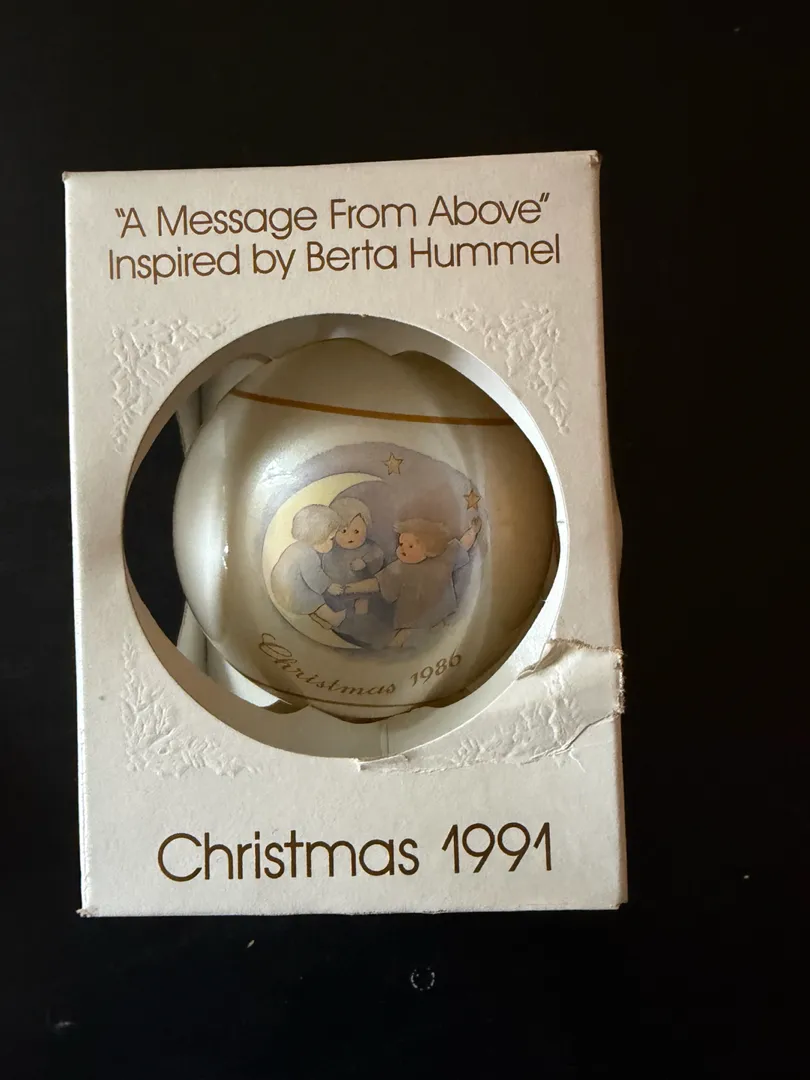 "A Message From Above"
Inspired by Berta Hummel
Christmas 1986
Christmas 1991